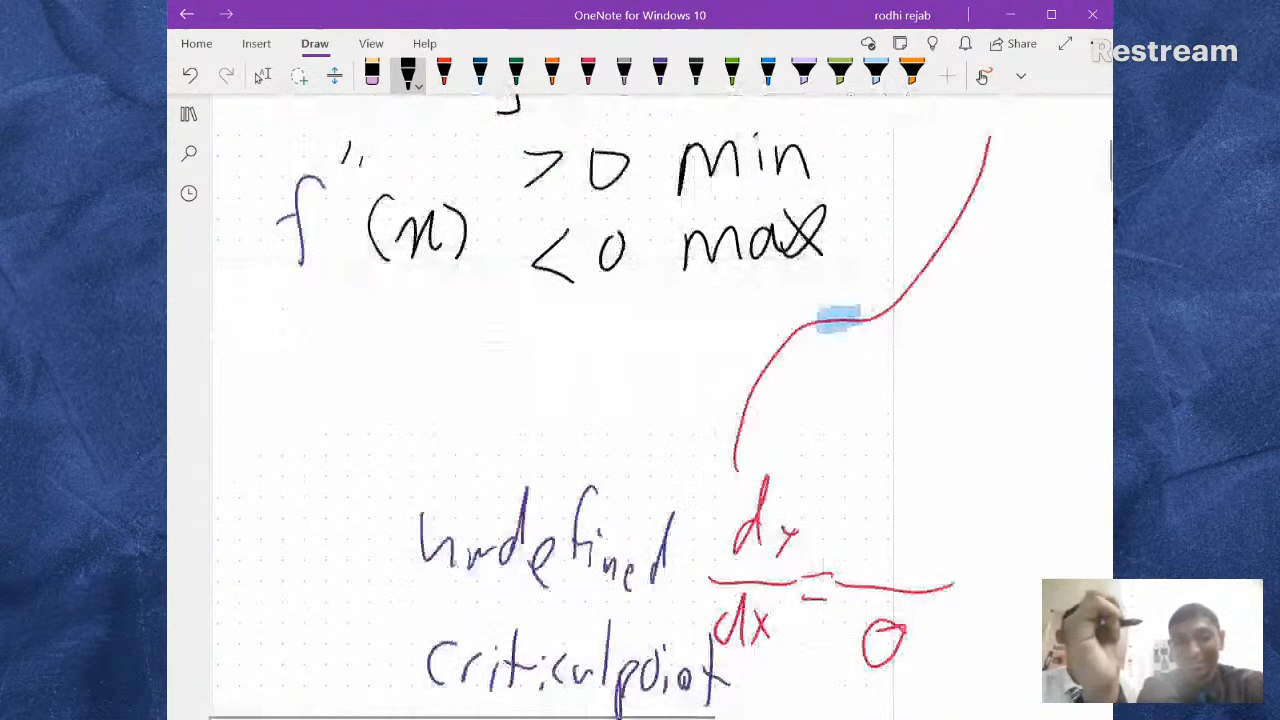 OneNote for Windows 10
rodhi rejab
Restream
Home Insert Draw View Help
Share
> 0 min
f"(x)
< 0 max
undefined
dy
dx
=
0
critical point